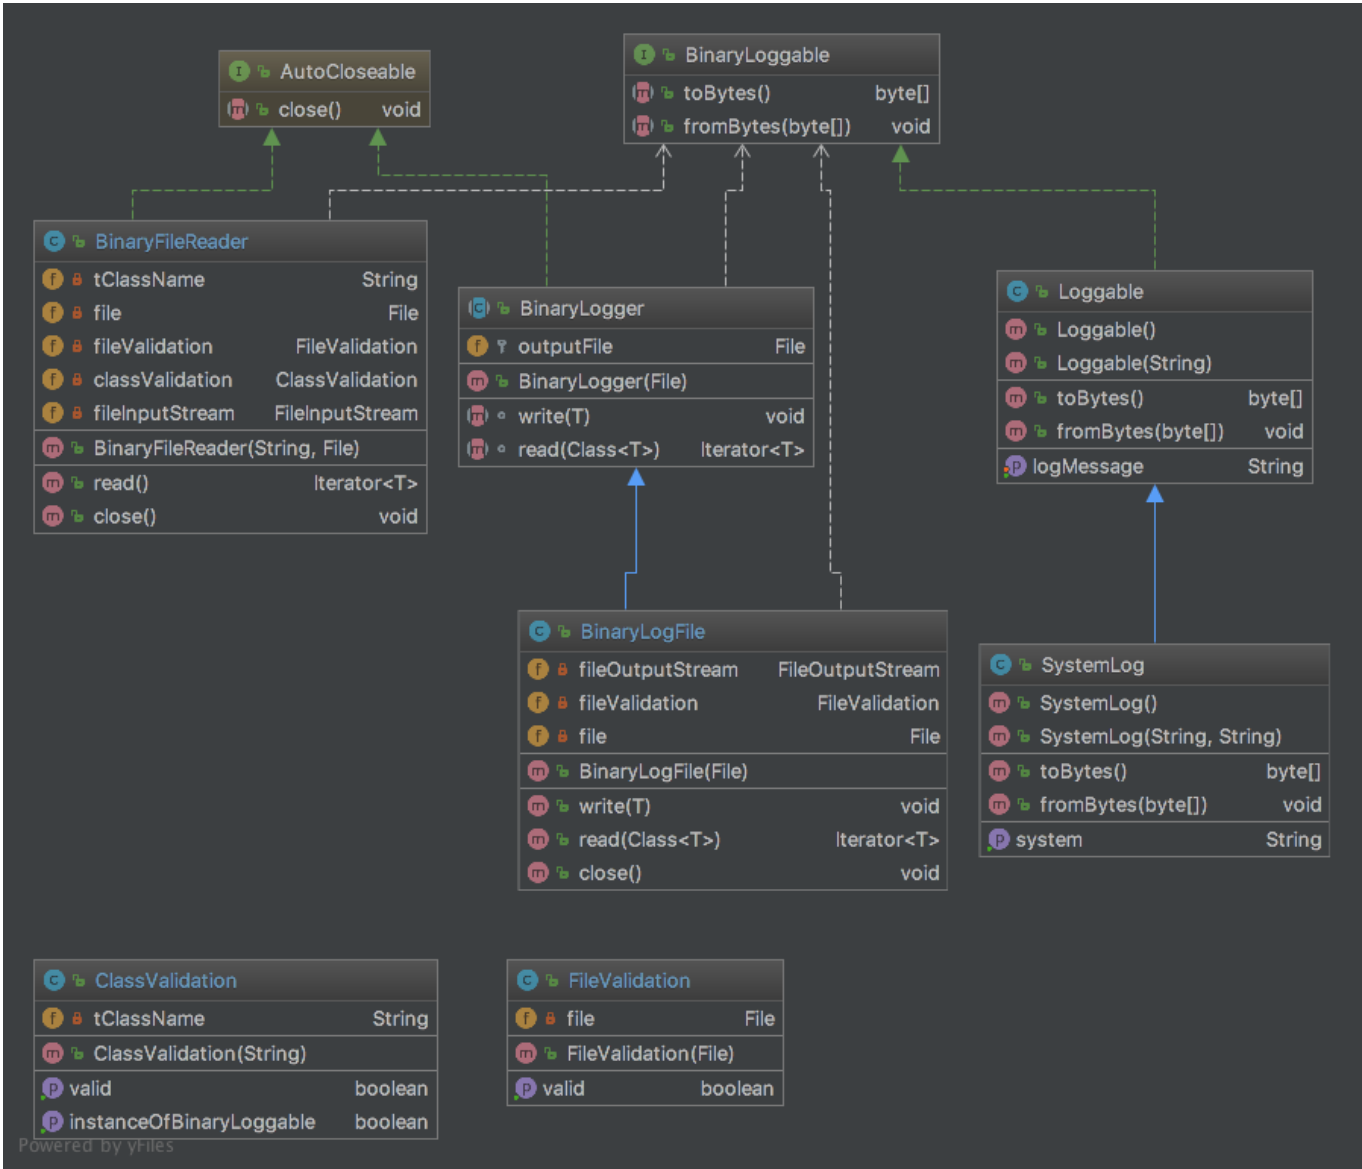 AutoCloseable
close() void
BinaryLoggable
toBytes() byte[]
fromBytes(byte[]) void
BinaryFileReader
tClassName String
file File
fileValidation FileValidation
classValidation ClassValidation
fileInputStream FileInputStream
BinaryFileReader(String, File)
read() Iterator<T>
close() void
BinaryLogger
outputFile File
BinaryLogger(File)
write(T) void
read(Class<T>) Iterator<T>
Loggable
Loggable()
Loggable(String)
toBytes() byte[]
fromBytes(byte[]) void
logMessage String
BinaryLogFile
fileOutputStream FileOutputStream
fileValidation FileValidation
file File
BinaryLogFile(File)
write(T) void
read(Class<T>) Iterator<T>
close() void
SystemLog
SystemLog()
SystemLog(String, String)
toBytes() byte[]
fromBytes(byte[]) void
system String
ClassValidation
tClassName String
ClassValidation(String)
valid boolean
instanceOfBinaryLoggable boolean
FileValidation
file File
FileValidation(File)
valid boolean
Powered by yFiles